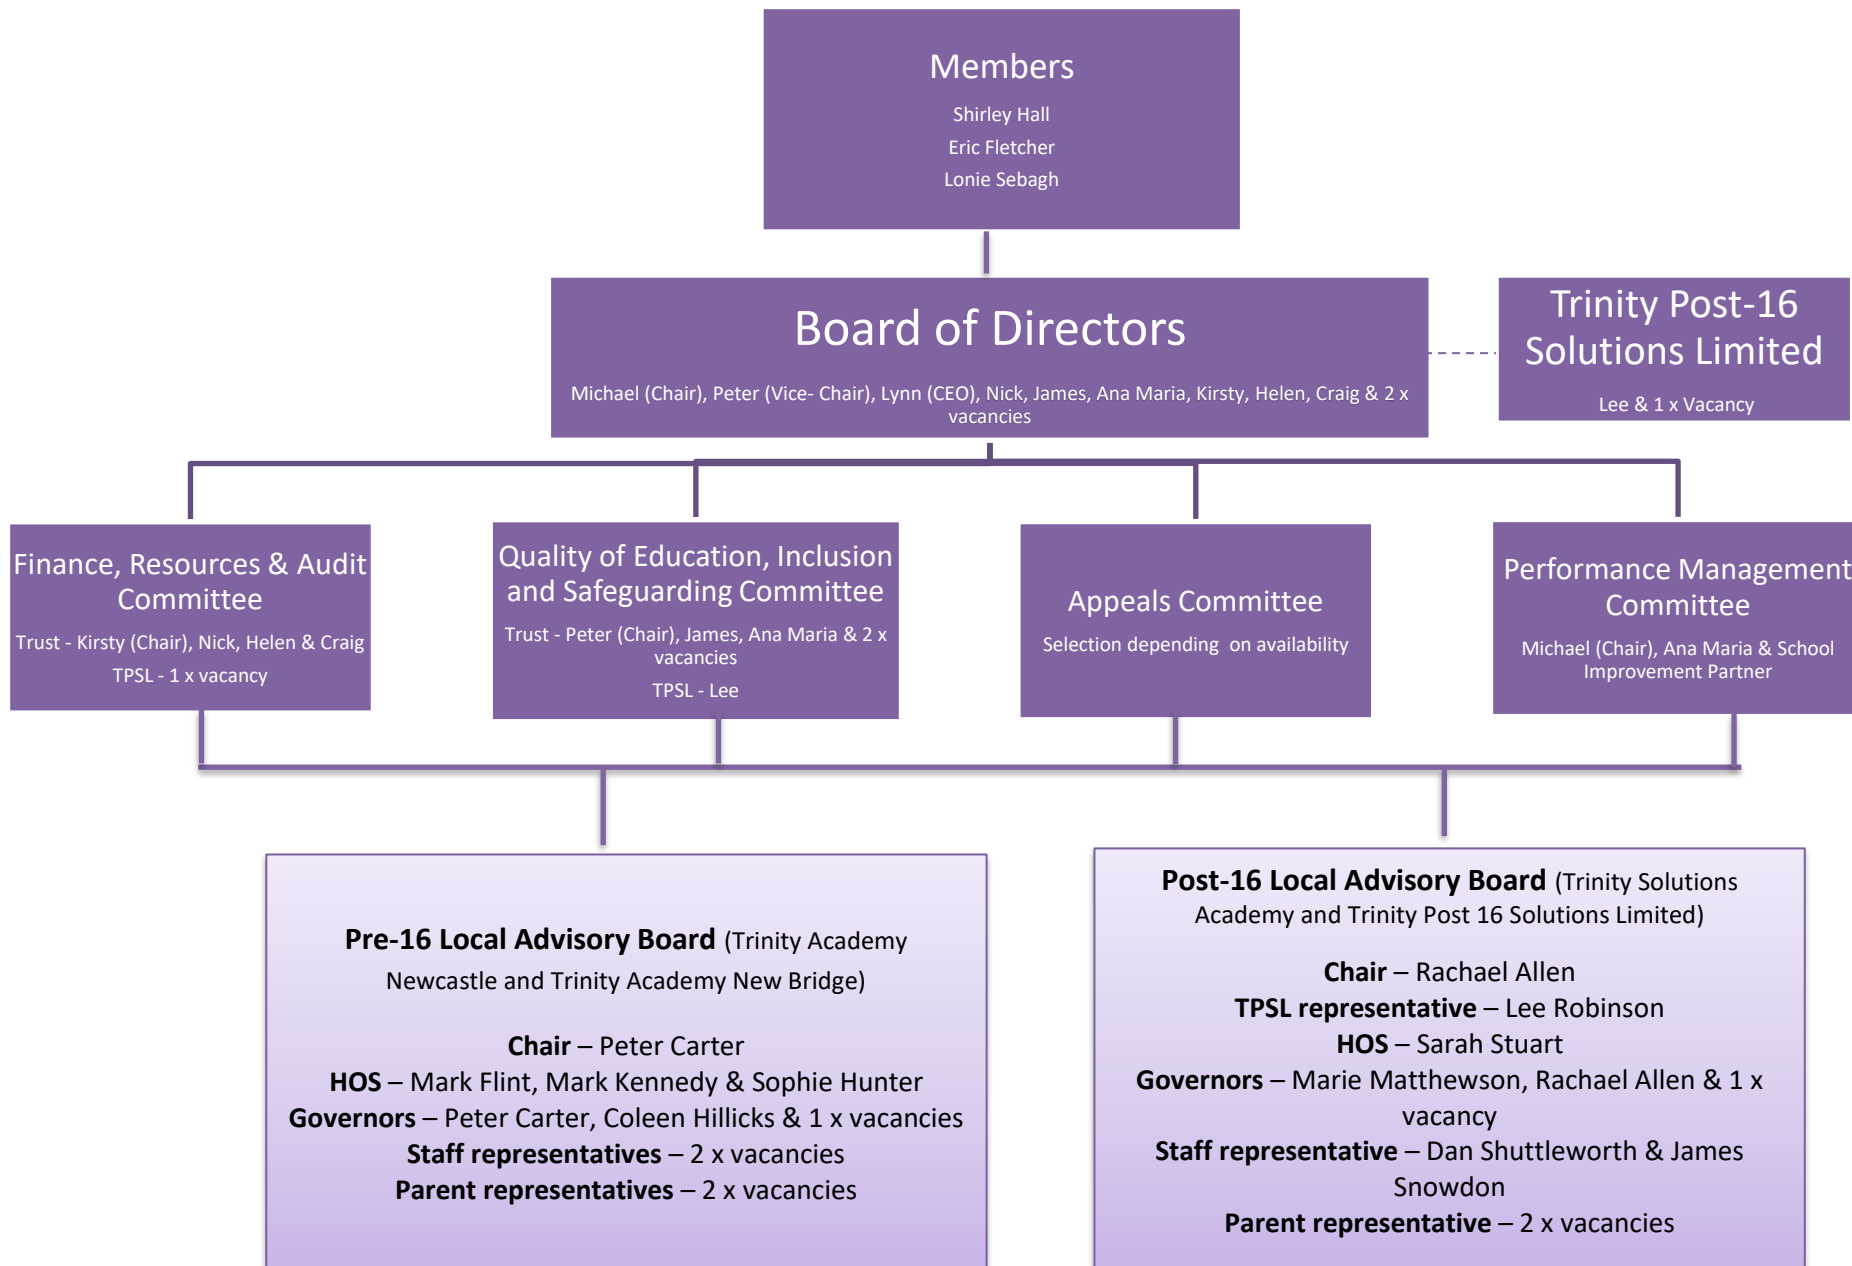 Members
Shirley Hall
Eric Fletcher
Lonie Sebagh
Board of Directors
Michael (Chair), Peter (Vice- Chair), Lynn (CEO), Nick, James, Ana Maria, Kirsty, Helen, Craig & 2 x
vacancies
Trinity Post-16
Solutions Limited
Lee & 1 x Vacancy
Finance, Resources & Audit
Committee
Trust - Kirsty (Chair), Nick, Helen & Craig
TPSL - 1 x vacancy
Quality of Education, Inclusion
and Safeguarding Committee
Trust - Peter (Chair), James, Ana Maria & 2 x
vacancies
TPSL - Lee
Appeals Committee
Selection depending on availability
Performance Management
Committee
Michael (Chair), Ana Maria & School
Improvement Partner
Pre-16 Local Advisory Board (Trinity Academy
Newcastle and Trinity Academy New Bridge)
Chair – Peter Carter
HOS – Mark Flint, Mark Kennedy & Sophie Hunter
Governors – Peter Carter, Coleen Hillicks & 1 x vacancies
Staff representatives – 2 x vacancies
Parent representatives – 2 x vacancies
Post-16 Local Advisory Board (Trinity Solutions
Academy and Trinity Post 16 Solutions Limited)
Chair – Rachael Allen
TPSL representative – Lee Robinson
HOS – Sarah Stuart
Governors – Marie Matthewson, Rachael Allen & 1 x
vacancy
Staff representative – Dan Shuttleworth & James
Snowdon
Parent representative – 2 x vacancies